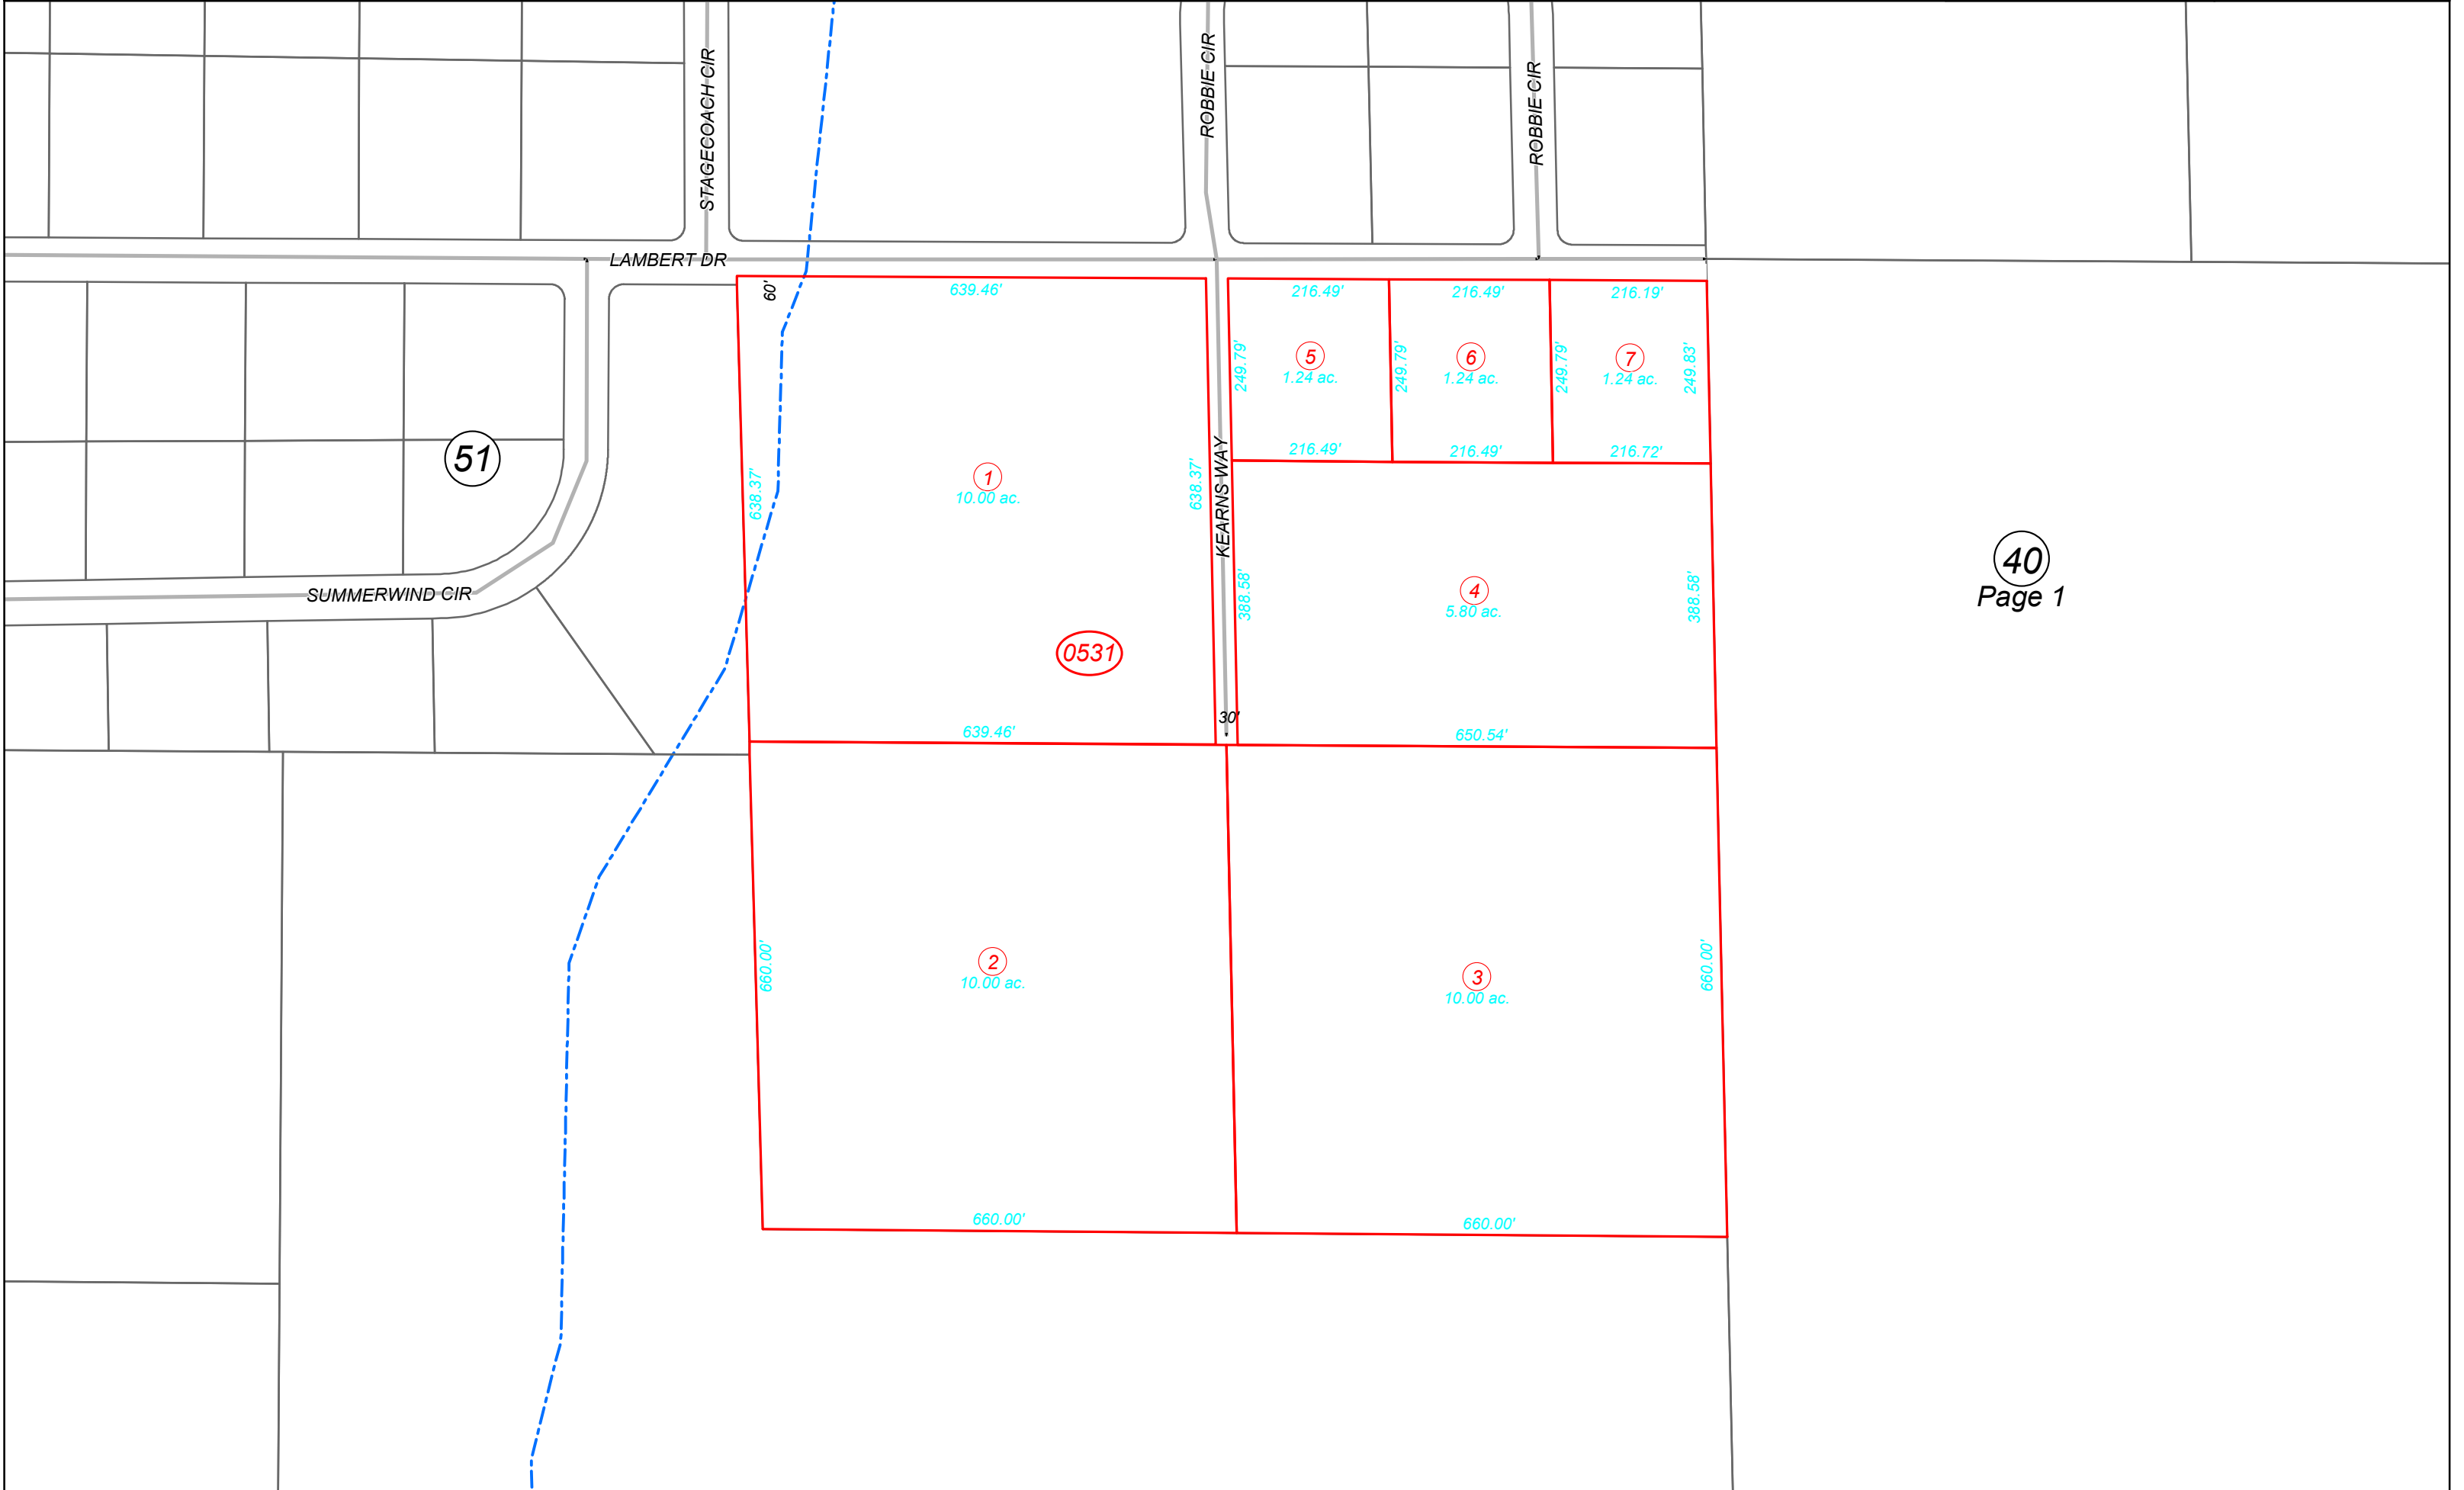 STAGECOACH CIR
ROBBIE CIR
ROBBIE CIR
LAMBERT DR
60'
639.46'
216.49'
216.49'
216.19'
249.79'
5
1.24 ac.
249.79'
6
1.24 ac.
249.79'
7
1.24 ac.
249.83'
216.49'
216.49'
216.72'
51
638.37'
1
10.00 ac.
638.37'
KEARNS WAY
SUMMERWIND CIR
388.58'
4
5.80 ac.
388.58'
40
Page 1
0531
30'
639.46'
650.54'
660.00'
2
10.00 ac.
3
10.00 ac.
660.00'
660.00'
660.00'